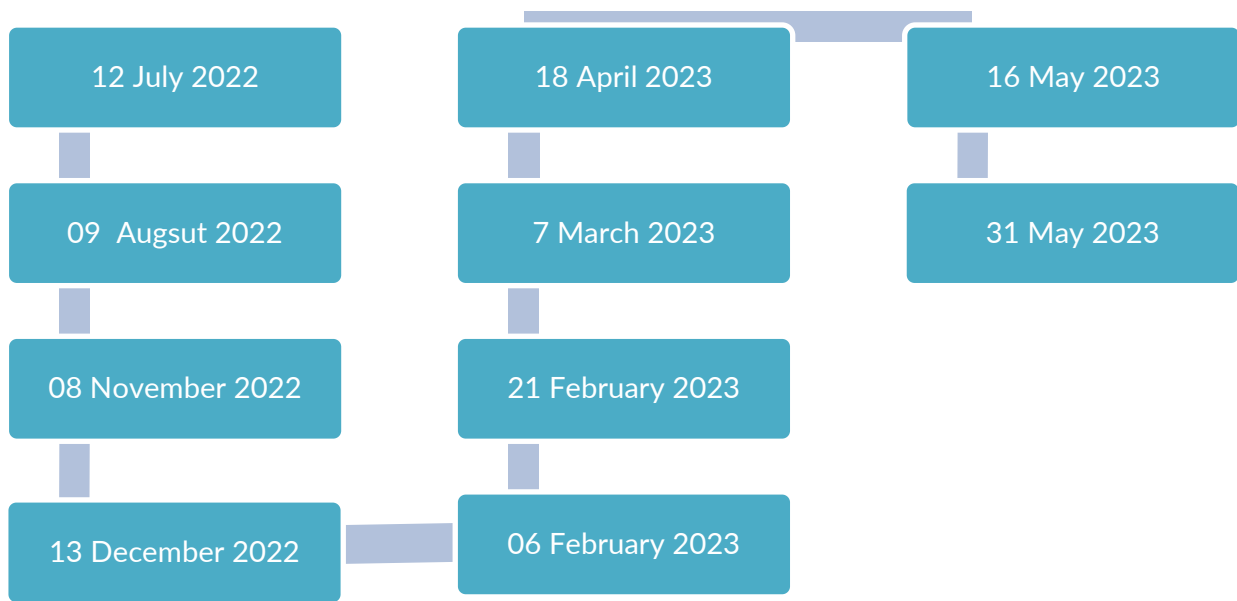 12 July 2022
09  Augsut 2022
08 November 2022
13 December 2022
06 February 2023
21 February 2023
7 March 2023
18 April 2023
16 May 2023
31 May 2023